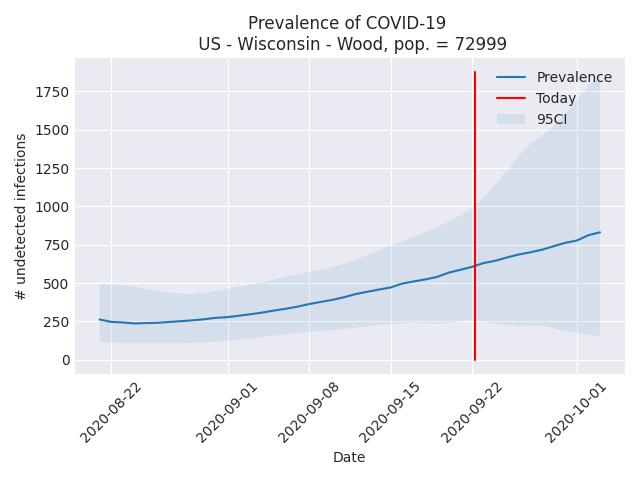 Prevalence of COVID-19
US - Wisconsin - Wood, pop. = 72999
Prevalence
Today
95CI
# undetected infections
1750
1500
1250
1000
750
500
250
0
2020-08-22
2020-09-01
2020-09-08
2020-09-15
2020-09-22
2020-10-01
Date